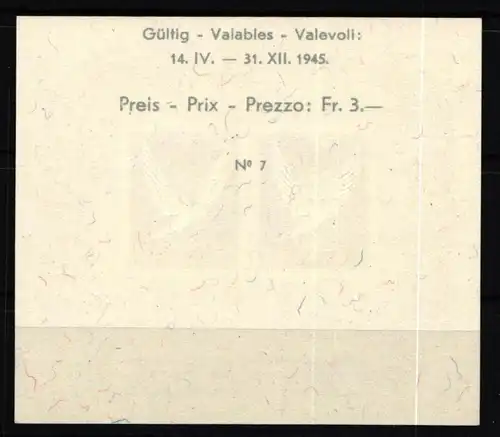 Gültig - Valables - Valevoli:
14. IV. — 31. XII. 1945.
Preis - Prix - Prezzo: Fr. 3.—
Nº 7